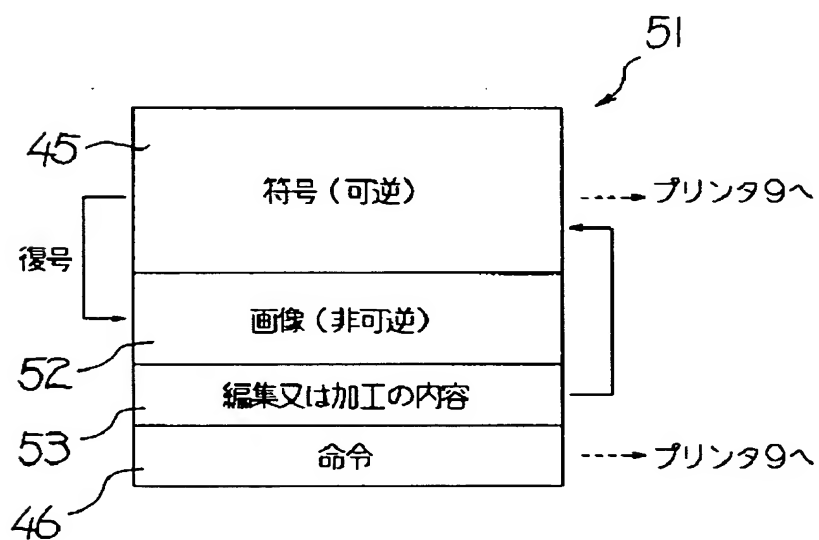 51
45
符号(可逆)
プリンタ9へ
復号
画像(非可逆)
52
編集又は加工の内容
53
命令
プリンタ9へ
46